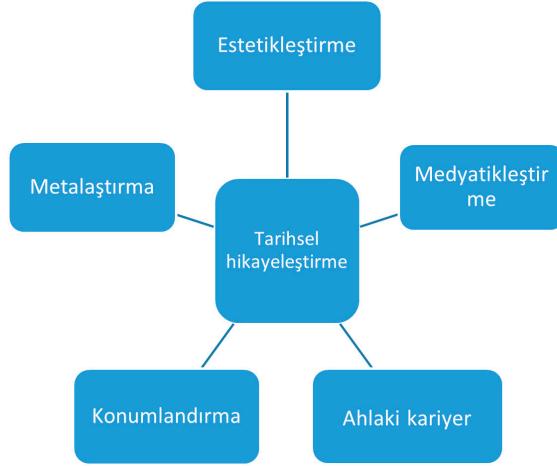 Estetikleştirme
Metalaştırma
Medyatikleştir
me
Tarihsel
hikayeleştirme
Konumlandırma
Ahlaki kariyer